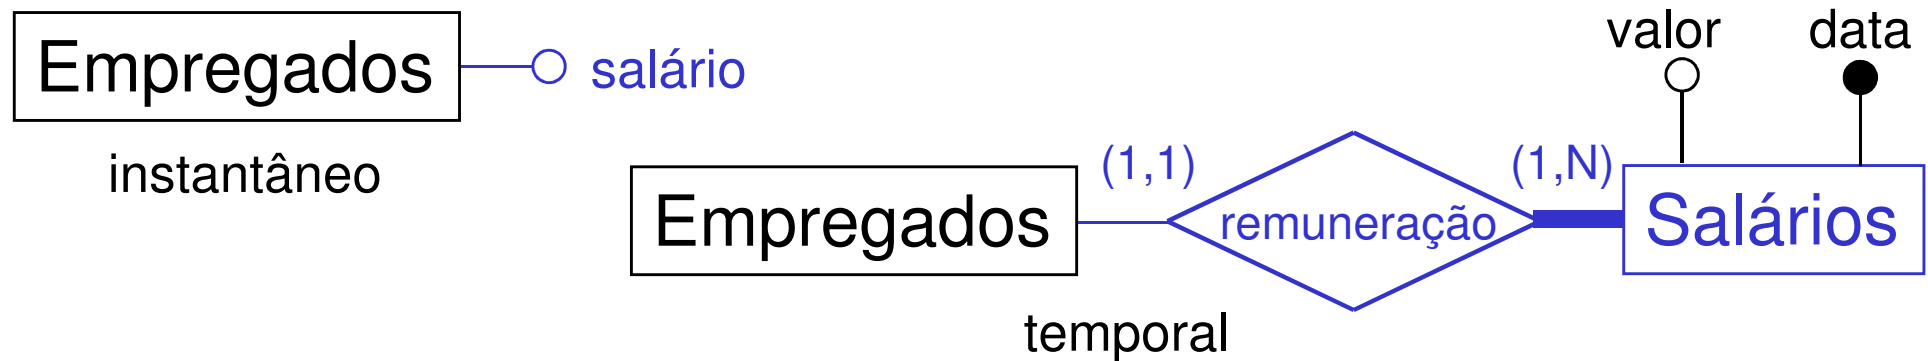 Empregados
salário
instantâneo
Empregados
(1,1)
remuneração
(1,N)
valor
data
Salários
temporal